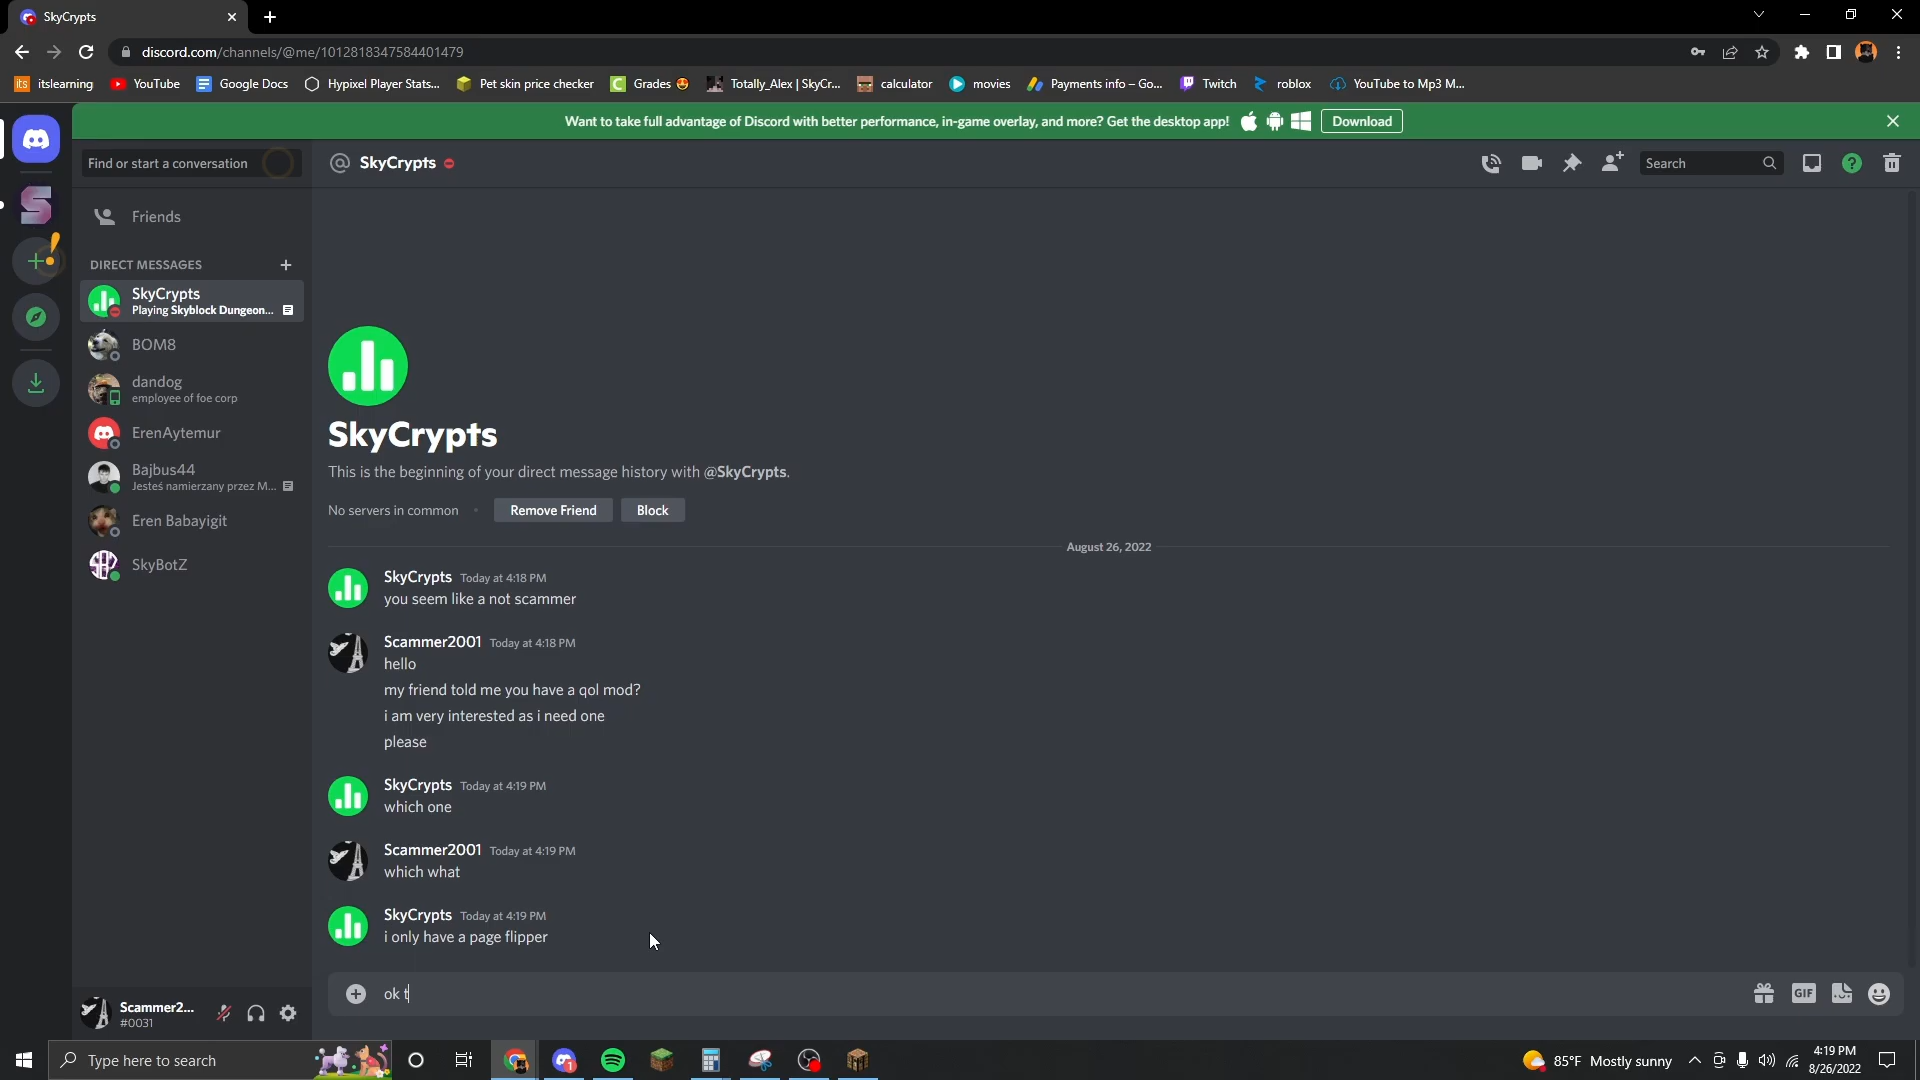 SkyCrypts
discord.com/channels/@me/1012818347584401479
itslearning
YouTube
Google Docs
Hypixel Player Stats...
Pet skin price checker
Grades 🤩
Totally_Alex | SkyCr...
calculator
movies
Payments info – Go...
Twitch
roblox
YouTube to Mp3 M...
Want to take full advantage of Discord with better performance, in-game overlay, and more? Get the desktop app!
Download
Find or start a conversation
SkyCrypts
Search
Friends
DIRECT MESSAGES
SkyCrypts
Playing Skyblock Dungeon...
BOM8
dandog
employee of foe corp
ErenAytemur
Bajbus44
Jesteś namierzany przez M...
Eren Babayigit
SkyBotZ
SkyCrypts
This is the beginning of your direct message history with @SkyCrypts.
No servers in common
Remove Friend
Block
August 26, 2022
SkyCrypts Today at 4:18 PM
you seem like a not scammer
Scammer2001 Today at 4:18 PM
hello
my friend told me you have a qol mod?
i am very interested as i need one
please
SkyCrypts Today at 4:19 PM
which one
Scammer2001 Today at 4:19 PM
which what
SkyCrypts Today at 4:19 PM
i only have a page flipper
ok t
GIF
Scammer2...
#0031
Type here to search
85°F Mostly sunny
4:19 PM
8/26/2022